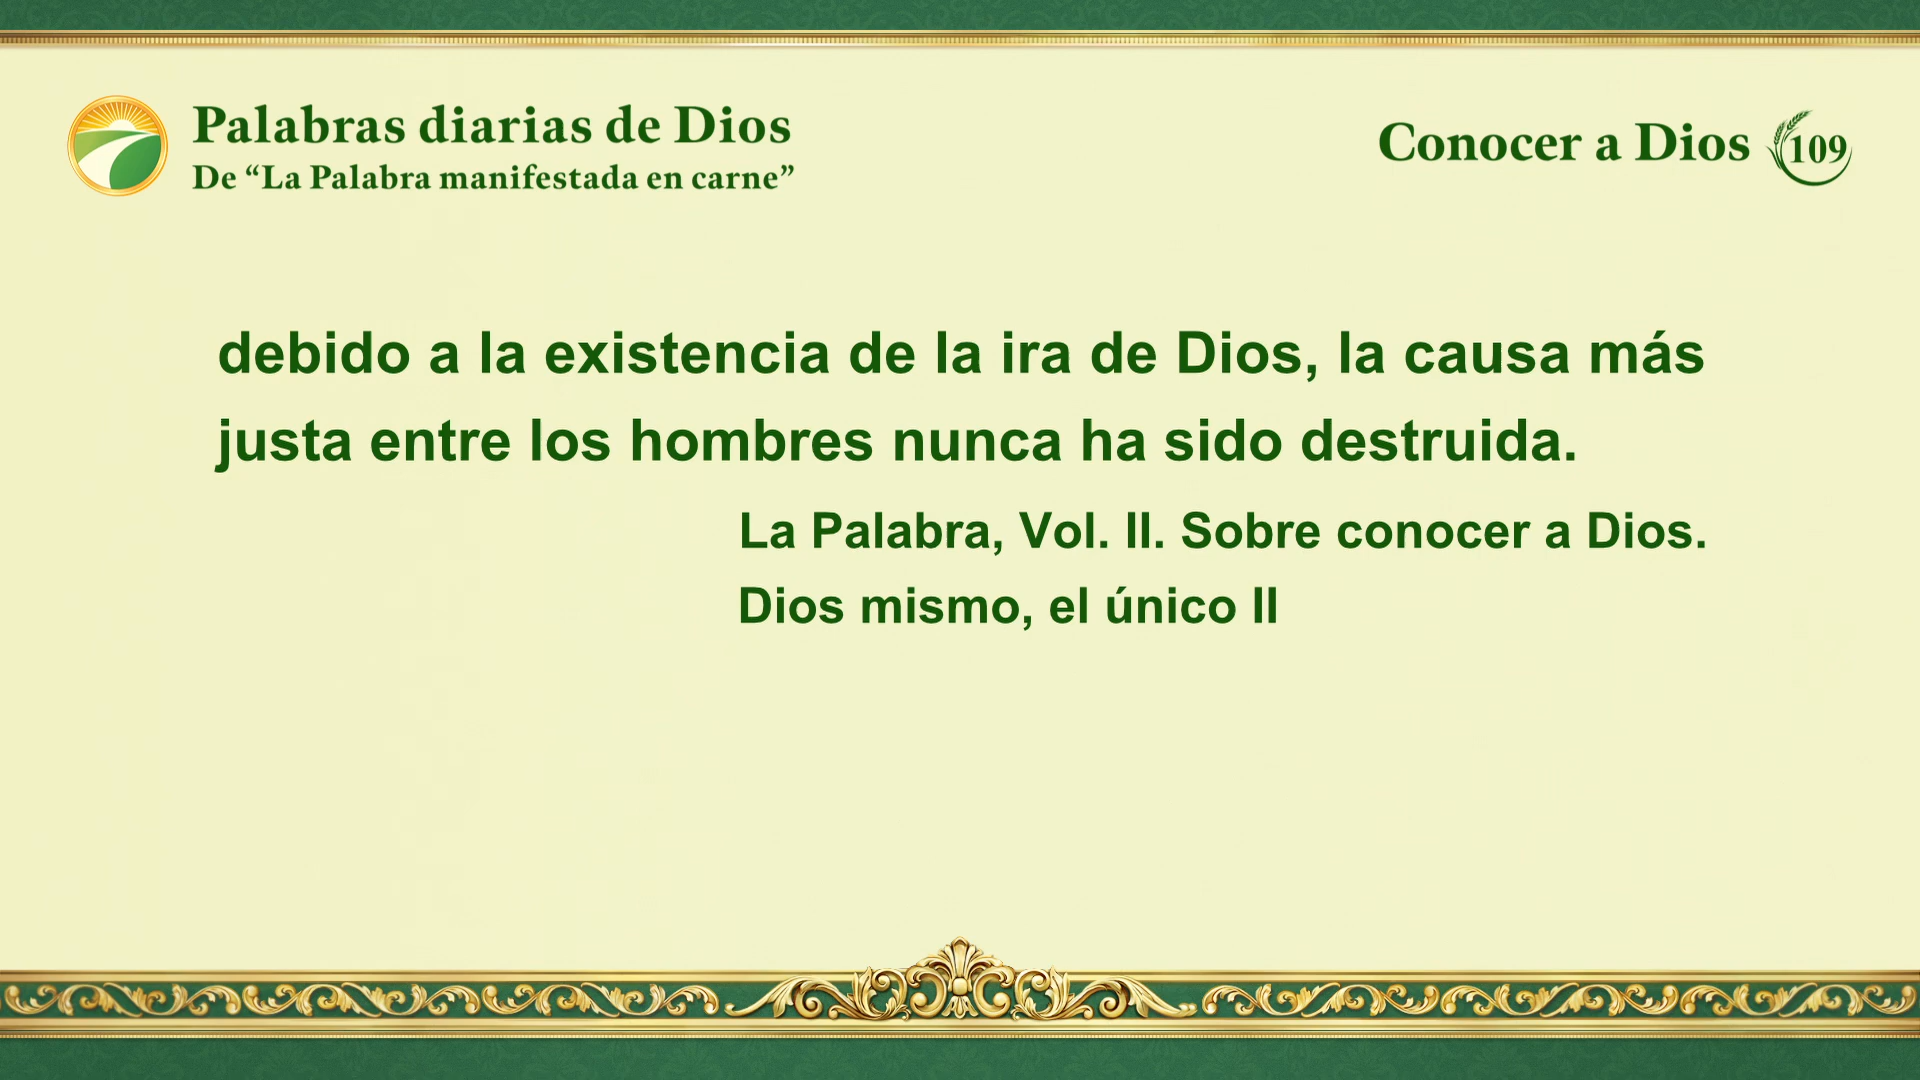 Palabras diarias de Dios
De “La Palabra manifestada en carne”
Conocer a Dios 109
debido a la existencia de la ira de Dios, la causa más
justa entre los hombres nunca ha sido destruida.
La Palabra, Vol. II. Sobre conocer a Dios.
Dios mismo, el único II